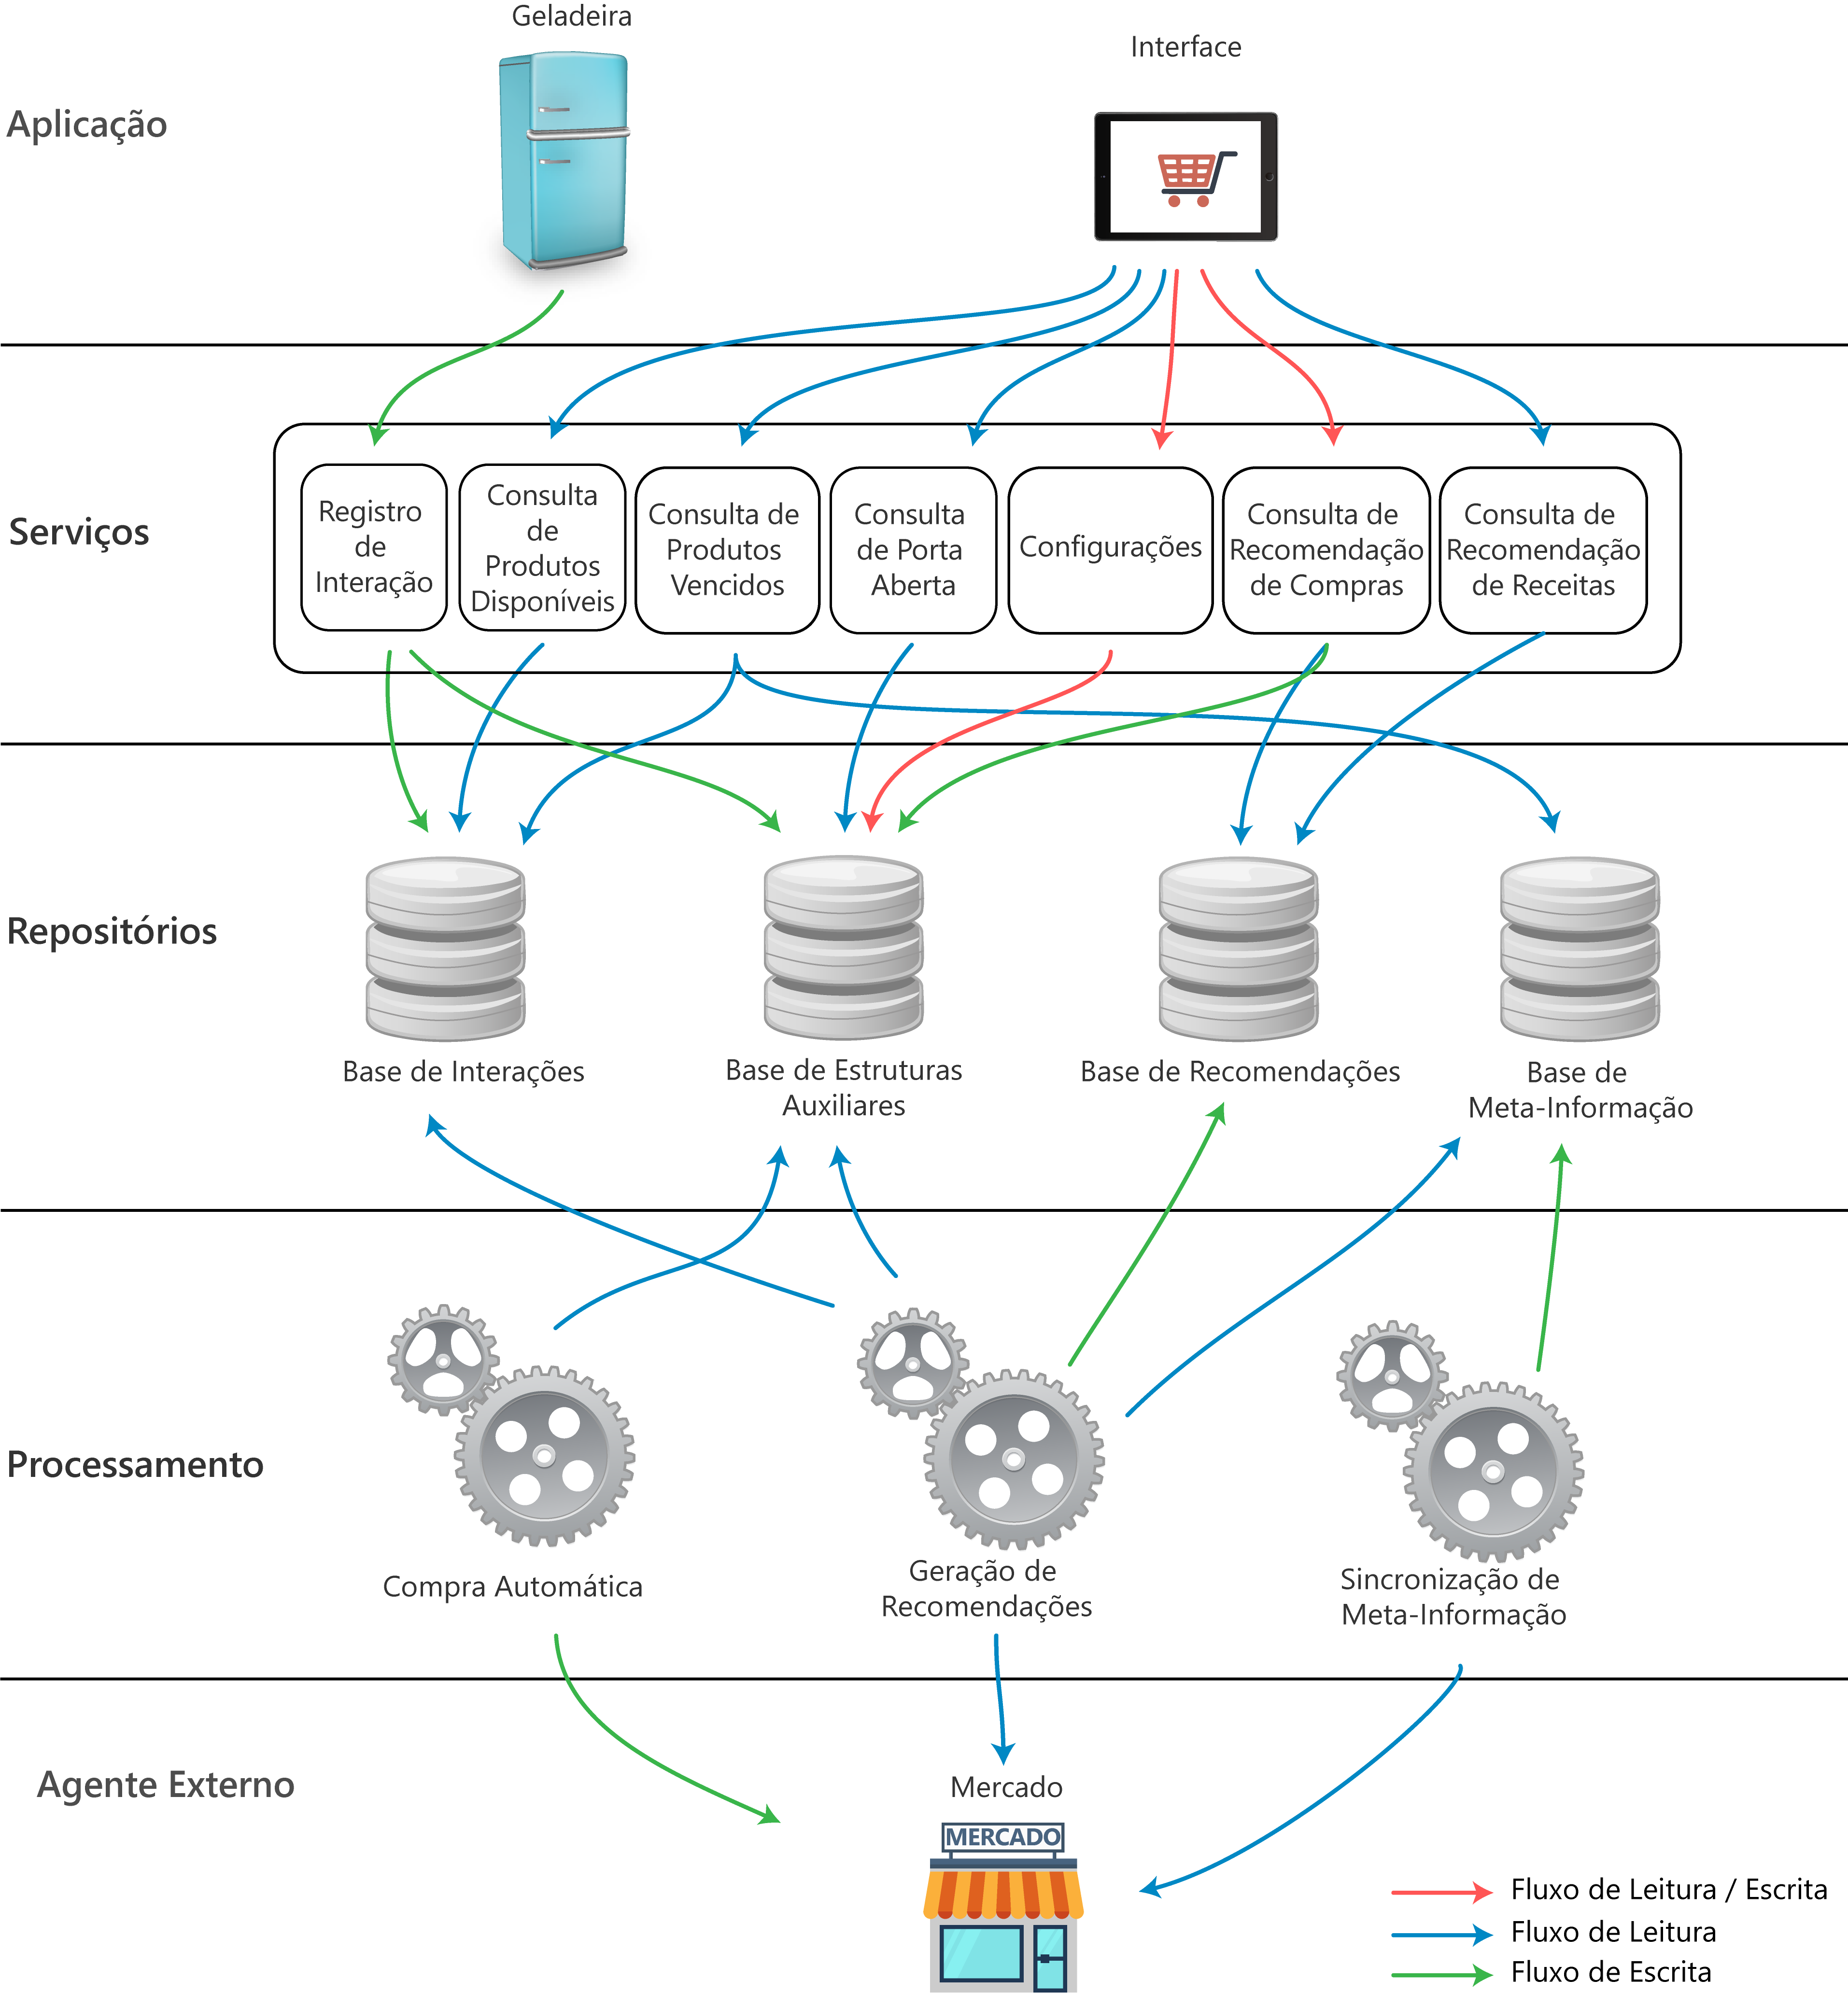 Geladeira
Interface
Aplicação
Serviços
Registro
de
Interação
Consulta
de
Produtos
Disponíveis
Consulta de
Produtos
Vencidos
Consulta
de Porta
Aberta
Configurações
Consulta de
Recomendação
de Compras
Consulta de
Recomendação
de Receitas
Repositórios
Base de Interações
Base de Estruturas
Auxiliares
Base de Recomendações
Base de
Meta-Informação
Processamento
Compra Automática
Geração de
Recomendações
Sincronização de
Meta-Informação
Agente Externo
Mercado
MERCADO
Fluxo de Leitura / Escrita
Fluxo de Leitura
Fluxo de Escrita